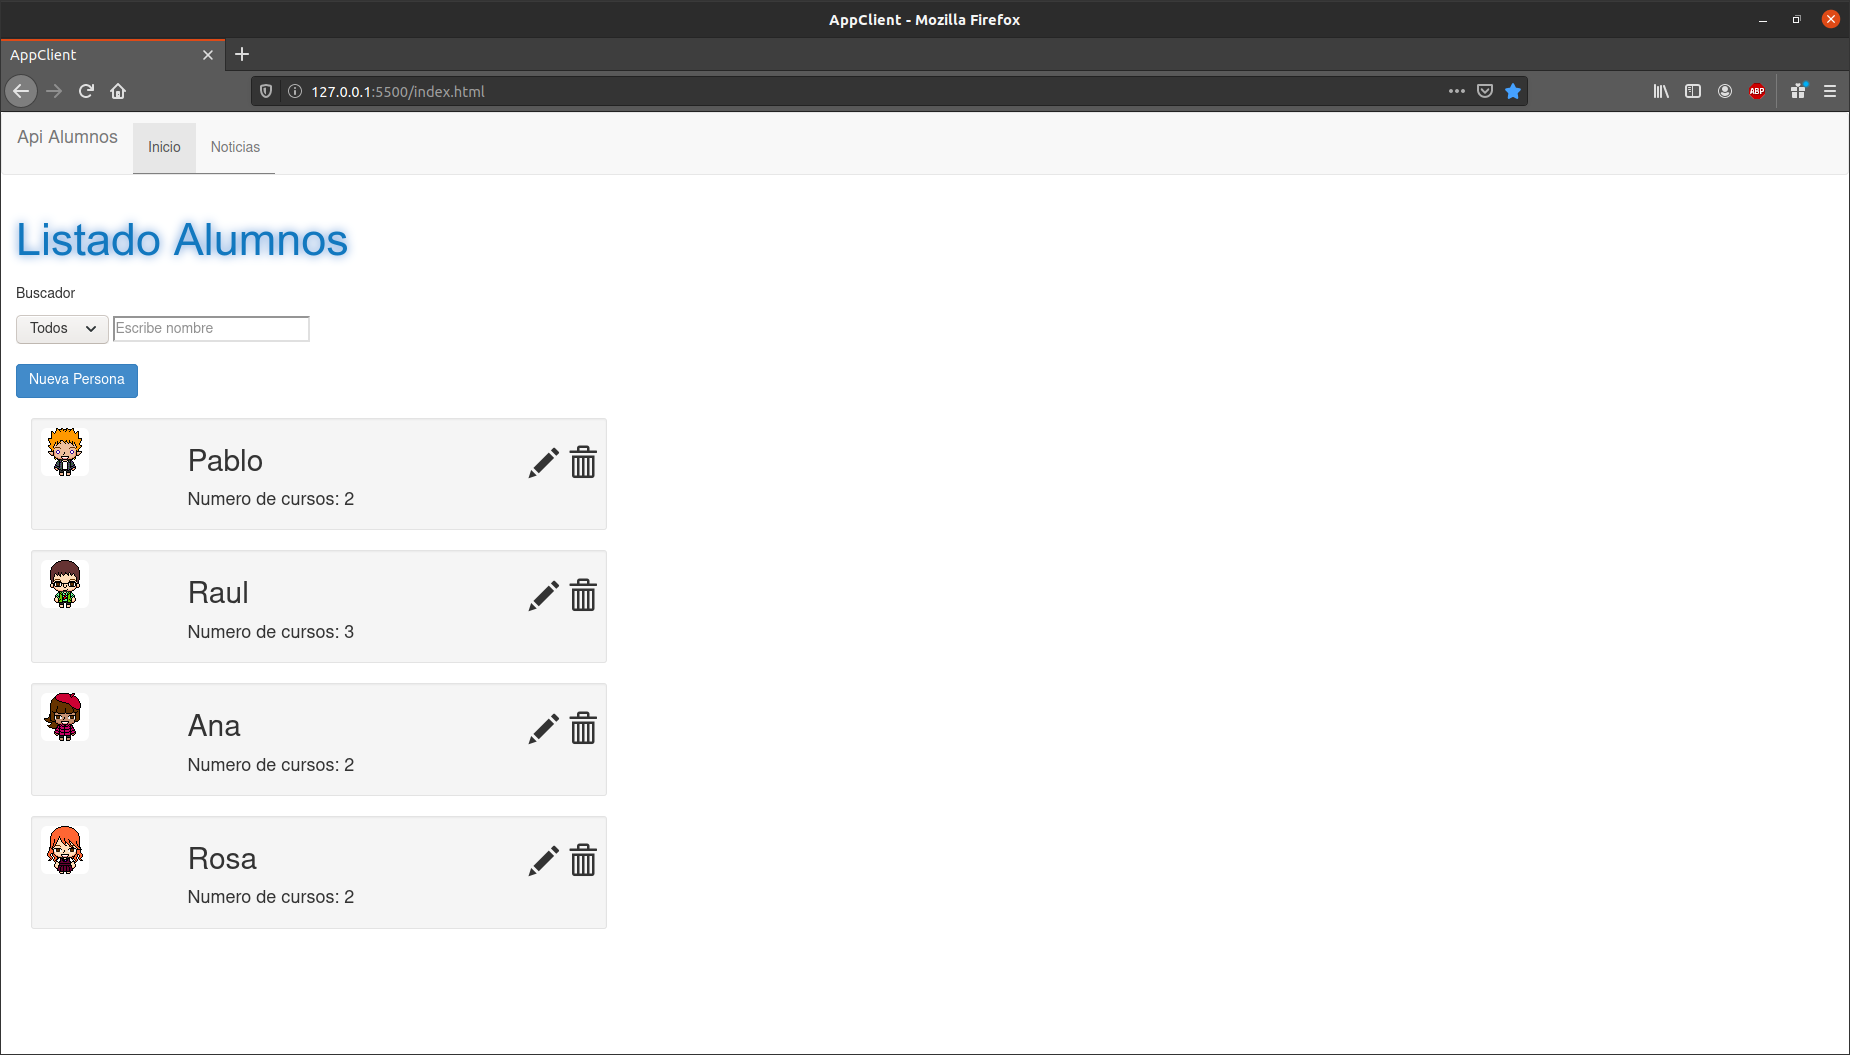 AppClient - Mozilla Firefox
AppClient
127.0.0.1:5500/index.html
ABP
Api Alumnos
Inicio
Noticias
Listado Alumnos
Buscador
Todos
Escribe nombre
Nueva Persona
Pablo
Numero de cursos: 2
Raul
Numero de cursos: 3
Ana
Numero de cursos: 2
Rosa
Numero de cursos: 2